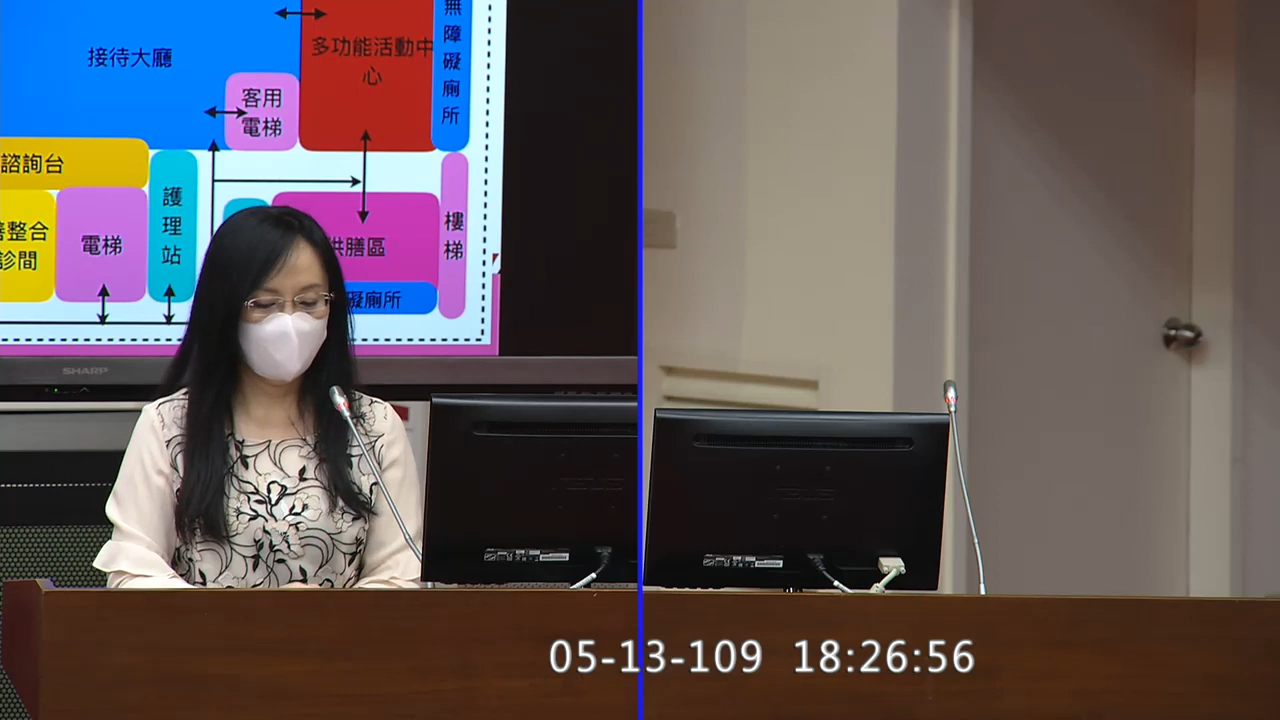 接待大廳
多功能活動中
心
無
障
礙
廁
所
客用
電梯
諮詢台
護
理
站
整合
診間
電梯
供膳區
樓
梯
礙廁所
SHARP
05-13-109 18:26:56